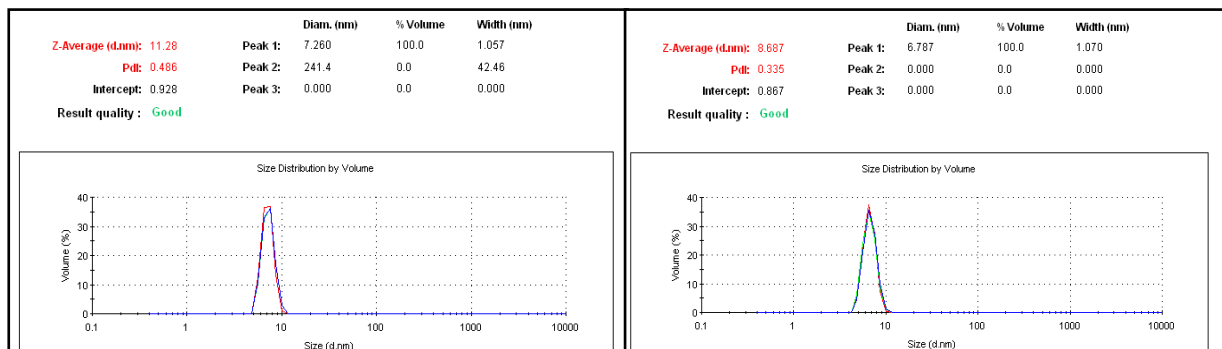 Diam. (nm) % Volume Width (nm)
Z-Average (d.nm): 11.28 Peak 1: 7.260 100.0 1.057
PdI: 0.486 Peak 2: 241.4 0.0 42.46
Intercept: 0.928 Peak 3: 0.000 0.0 0.000
Result quality : Good
Size Distribution by Volume
40
30
20
10
0
Volume (%)
0.1 1 10 100 1000 10000
Size (d.nm)
Diam. (nm) % Volume Width (nm)
Z-Average (d.nm): 8.687 Peak 1: 6.787 100.0 1.070
PdI: 0.335 Peak 2: 0.000 0.0 0.000
Intercept: 0.867 Peak 3: 0.000 0.0 0.000
Result quality : Good
Size Distribution by Volume
40
30
20
10
0
Volume (%)
0.1 1 10 100 1000 10000
Size (d.nm)